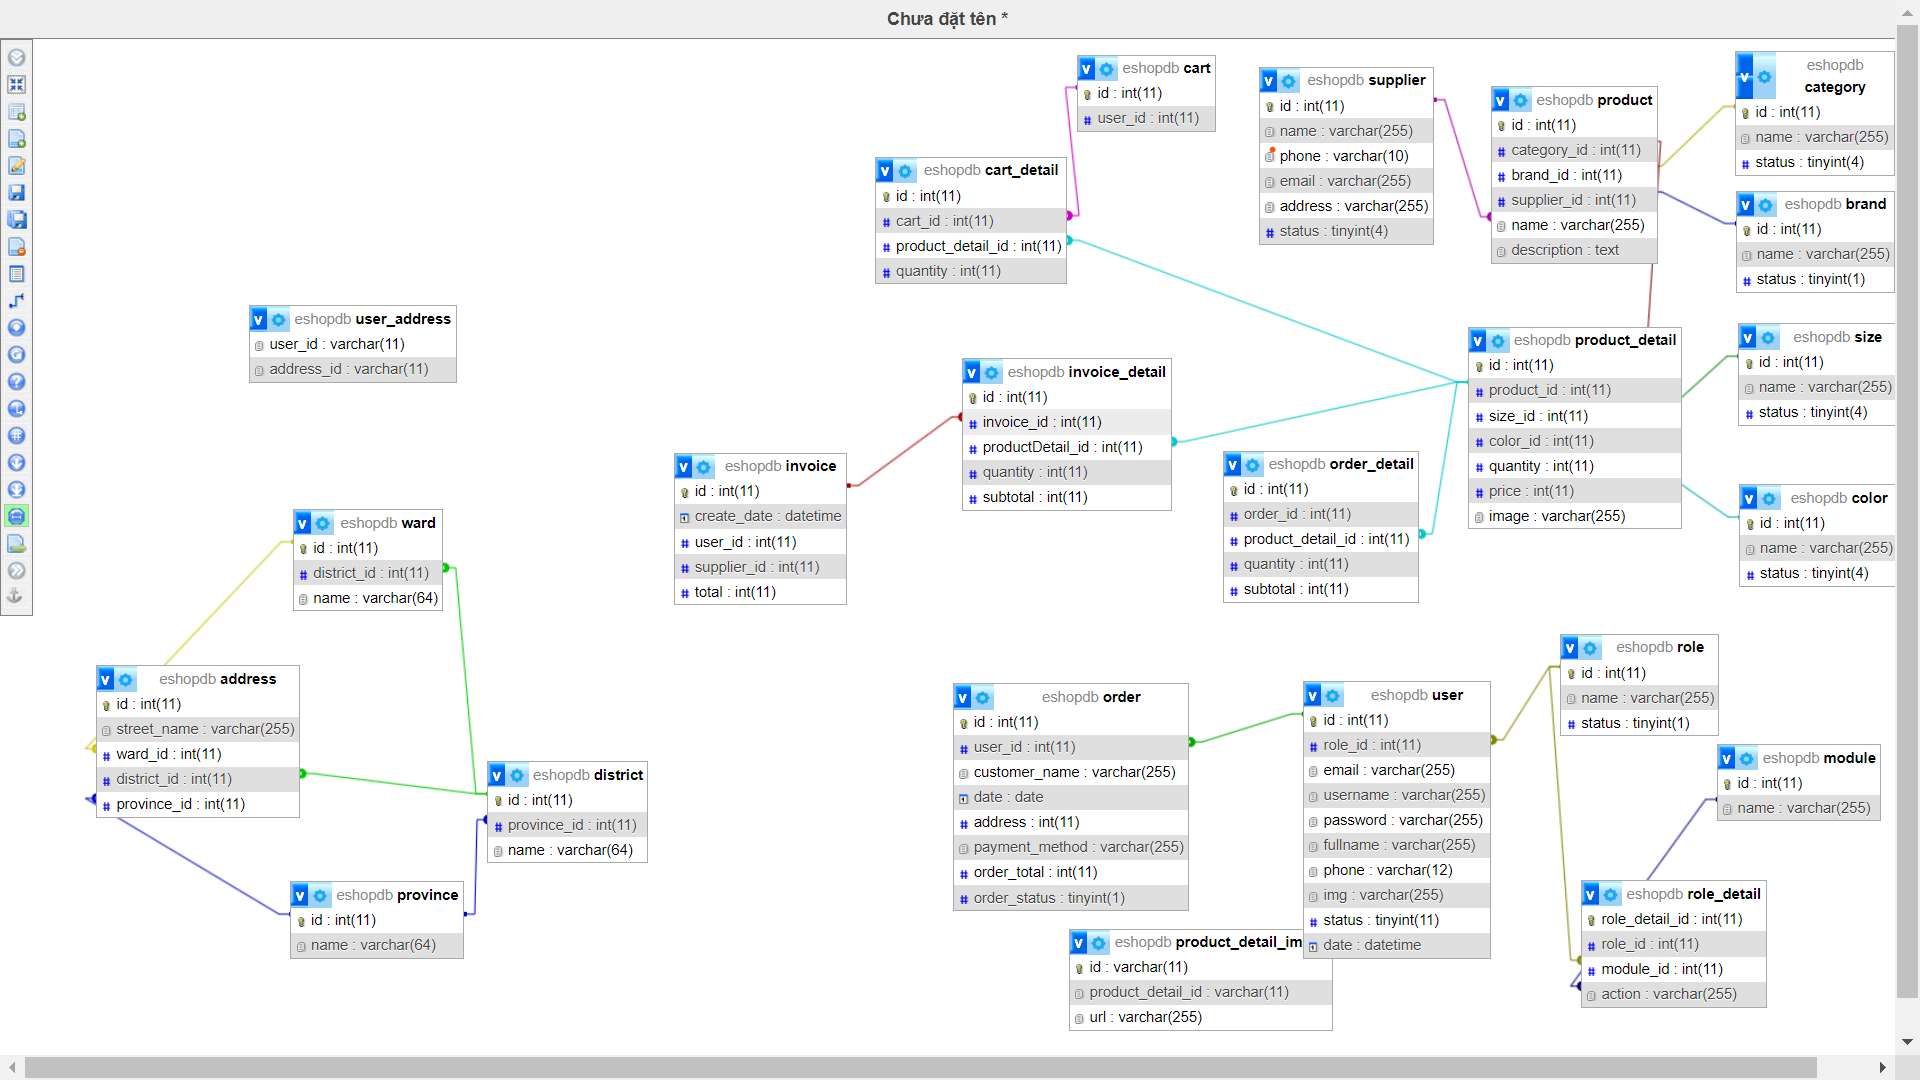 Chưa đặt tên *
eshopdb cart
id : int(11)
user_id : int(11)
eshopdb supplier
id : int(11)
name : varchar(255)
phone : varchar(10)
email : varchar(255)
address : varchar(255)
status : tinyint(4)
eshopdb product
id : int(11)
category_id : int(11)
brand_id : int(11)
supplier_id : int(11)
name : varchar(255)
description : text
eshopdb
category
id : int(11)
name : varchar(255)
status : tinyint(4)
eshopdb cart_detail
id : int(11)
cart_id : int(11)
product_detail_id : int(11)
quantity : int(11)
eshopdb brand
id : int(11)
name : varchar(255)
status : tinyint(1)
eshopdb user_address
user_id : varchar(11)
address_id : varchar(11)
eshopdb invoice_detail
id : int(11)
invoice_id : int(11)
productDetail_id : int(11)
quantity : int(11)
subtotal : int(11)
eshopdb product_detail
id : int(11)
product_id : int(11)
size_id : int(11)
color_id : int(11)
quantity : int(11)
price : int(11)
image : varchar(255)
eshopdb size
id : int(11)
name : varchar(255)
status : tinyint(4)
eshopdb invoice
id : int(11)
create_date : datetime
user_id : int(11)
supplier_id : int(11)
total : int(11)
eshopdb order_detail
id : int(11)
order_id : int(11)
product_detail_id : int(11)
quantity : int(11)
subtotal : int(11)
eshopdb color
id : int(11)
name : varchar(255)
status : tinyint(4)
eshopdb ward
id : int(11)
district_id : int(11)
name : varchar(64)
eshopdb address
id : int(11)
street_name : varchar(255)
ward_id : int(11)
district_id : int(11)
province_id : int(11)
eshopdb district
id : int(11)
province_id : int(11)
name : varchar(64)
eshopdb province
id : int(11)
name : varchar(64)
eshopdb order
id : int(11)
user_id : int(11)
customer_name : varchar(255)
date : date
address : int(11)
payment_method : varchar(255)
order_total : int(11)
order_status : tinyint(1)
eshopdb user
id : int(11)
role_id : int(11)
email : varchar(255)
username : varchar(255)
password : varchar(255)
fullname : varchar(255)
phone : varchar(12)
img : varchar(255)
status : tinyint(11)
date : datetime
eshopdb role
id : int(11)
name : varchar(255)
status : tinyint(1)
eshopdb module
id : int(11)
name : varchar(255)
eshopdb role_detail
role_detail_id : int(11)
role_id : int(11)
module_id : int(11)
action : varchar(255)
eshopdb product_detail_im
id : varchar(11)
product_detail_id : varchar(11)
url : varchar(255)